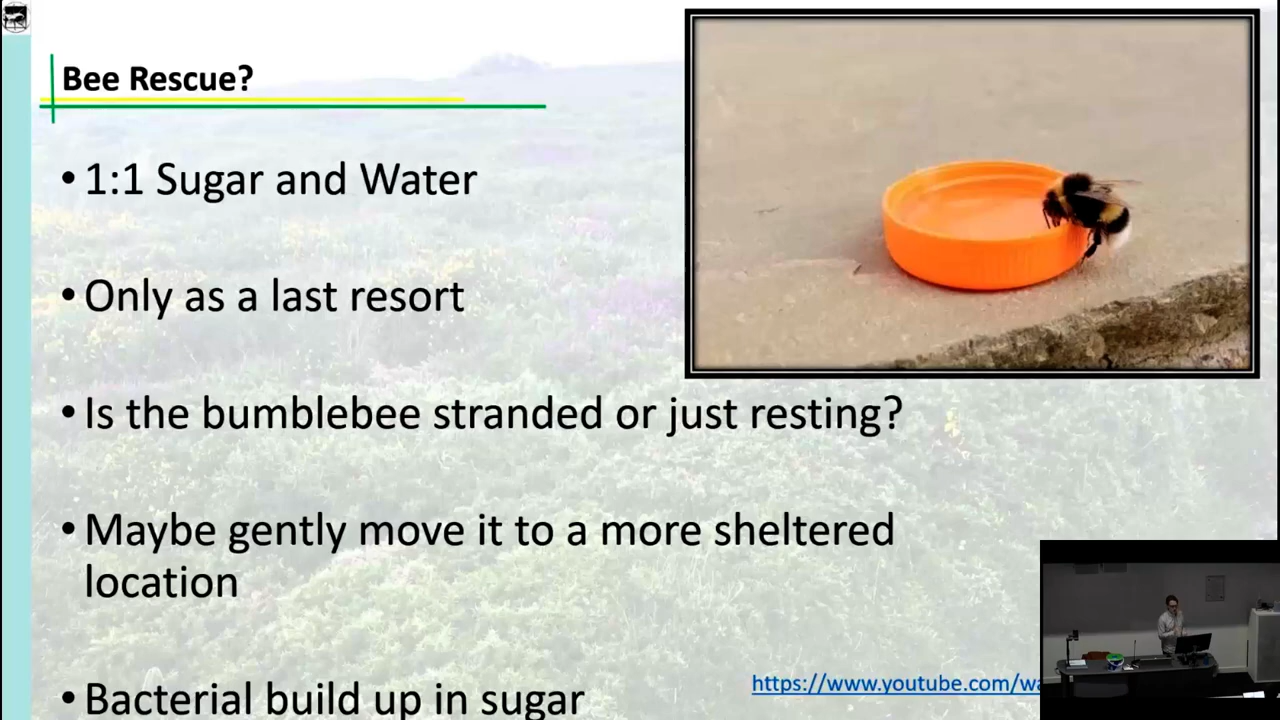 Bee Rescue?
• 1:1 Sugar and Water
• Only as a last resort
• Is the bumblebee stranded or just resting?
• Maybe gently move it to a more sheltered
location
• Bacterial build up in sugar
https://www.youtube.com/wa